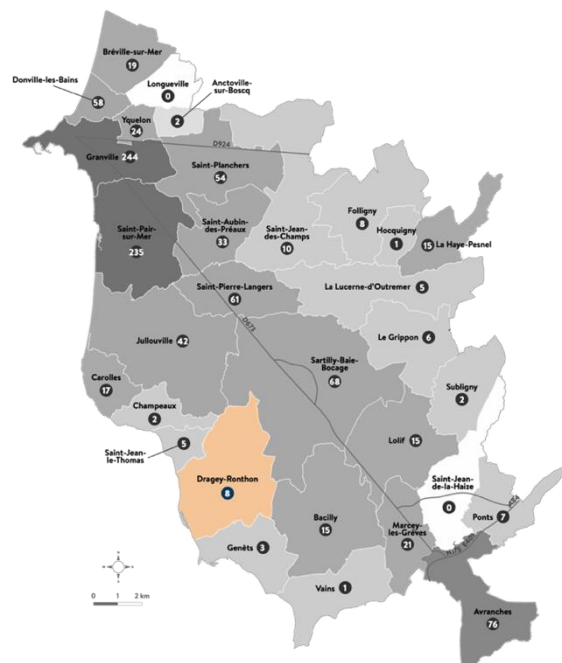 Bréville-sur-Mer
19
Longueville
0
Donville-les-Bains
58
Anctoville-
sur-Boscq
2
Yquelon
24
D924
Granville 244
Saint-Planchers
54
Folligny
8
Hocquigny
1
15 La Haye-Pesnel
Saint-Jean-
des-Champs
10
Saint-Aubin-
des-Préaux
33
Saint-Pair-
sur-Mer
235
Saint-Pierre-Langers
61
La Lucerne-d'Outremer 5
D673
Le Grippon 6
Jullouville
42
Sartilly-Baie-
Bocage
68
Carolles
17
Subligny
2
Champeaux
2
Lolif 15
5
Saint-Jean-
le-Thomas
Dragey-Ronthon
8
Saint-Jean-
de-la-Haize
0
Ponts 7
A84
Bacilly
15
Marcey-
les-Grèves
21
Genêts 3
Vains 1
0 1 2 km
Avranches
76